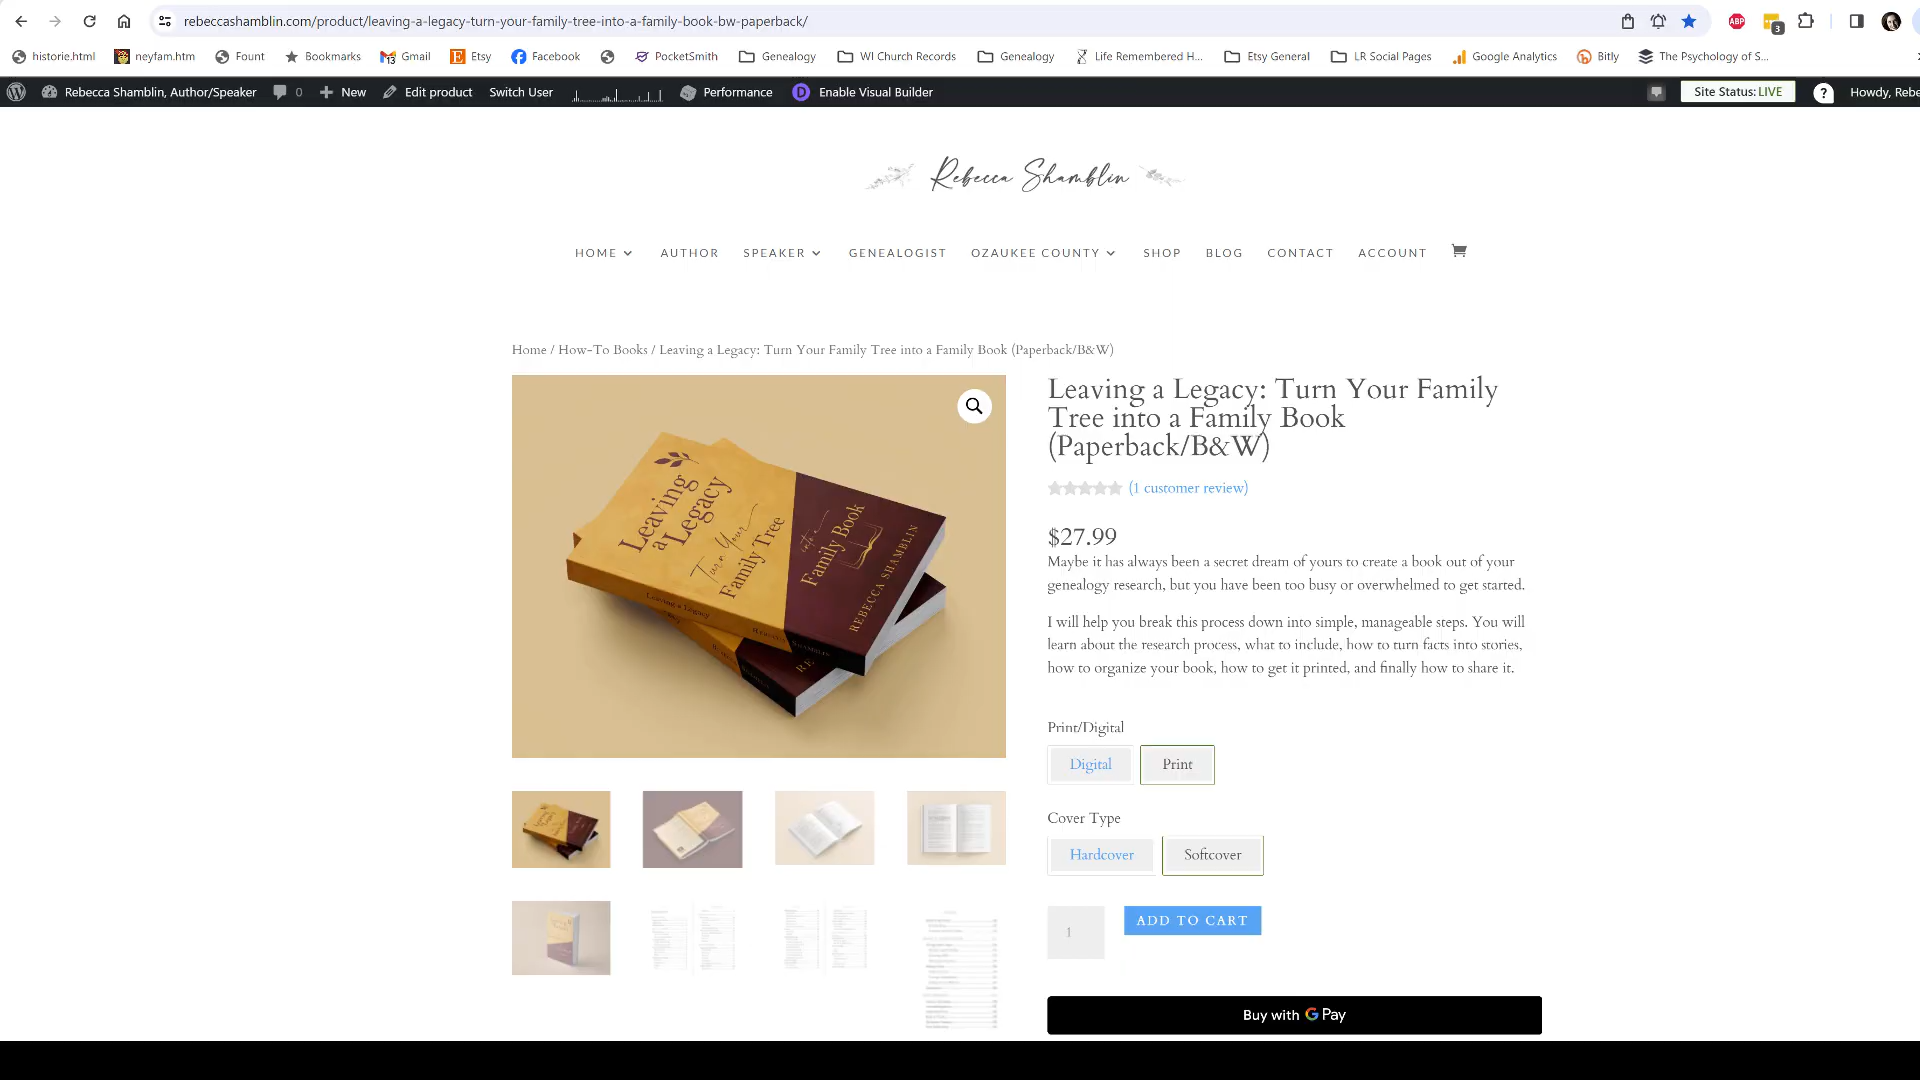 rebeccashamblin.com/product/leaving-a-legacy-turn-your-family-tree-into-a-family-book-bw-paperback/
ABP
3
historie.html
neyfam.htm
Fount
Bookmarks
13 Gmail
Etsy
Facebook
PocketSmith
Genealogy
WI Church Records
Genealogy
Life Remembered H...
Etsy General
LR Social Pages
Google Analytics
Bitly
The Psychology of S...
Rebecca Shamblin, Author/Speaker
0
New
Edit product
Switch User
Performance
D Enable Visual Builder
Site Status: LIVE
?
Howdy, Rebe
Rebecca Shamblin
HOME
AUTHOR
SPEAKER
GENEALOGIST
OZAUKEE COUNTY
SHOP
BLOG
CONTACT
ACCOUNT
Home / How-To Books / Leaving a Legacy: Turn Your Family Tree into a Family Book (Paperback/B&W)
Leaving
a Legacy
Turn Your
Family Tree
into a
Family Book
REBECCA SHAMBLIN
Leaving a Legacy
Leaving a Legacy: Turn Your Family
Tree into a Family Book
(Paperback/B&W)
(1 customer review)
$27.99
Maybe it has always been a secret dream of yours to create a book out of your
genealogy research, but you have been too busy or overwhelmed to get started.
I will help you break this process down into simple, manageable steps. You will
learn about the research process, what to include, how to turn facts into stories,
how to organize your book, how to get it printed, and finally how to share it.
Print/Digital
Digital
Print
Cover Type
Hardcover
Softcover
1
ADD TO CART
Buy with G Pay